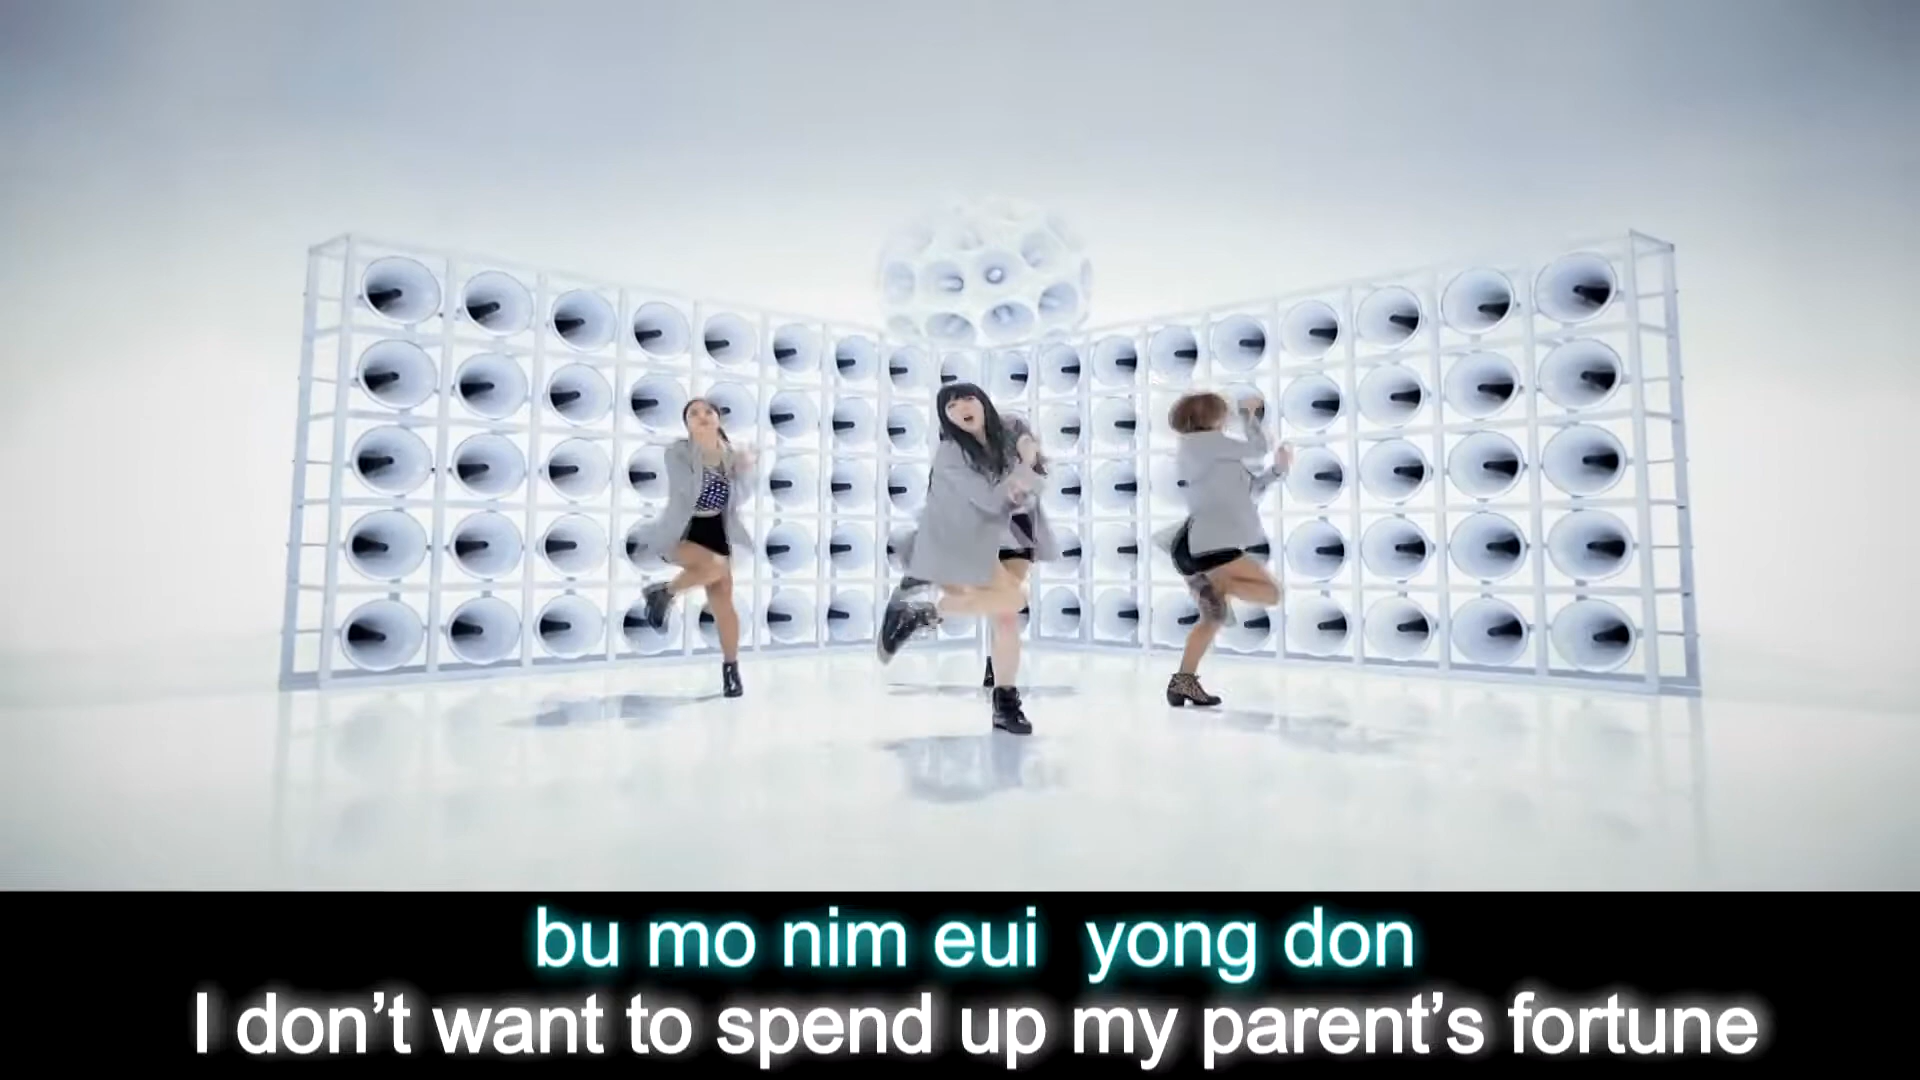 bu mo nim eui yong don
I don’t want to spend up my parent’s fortune